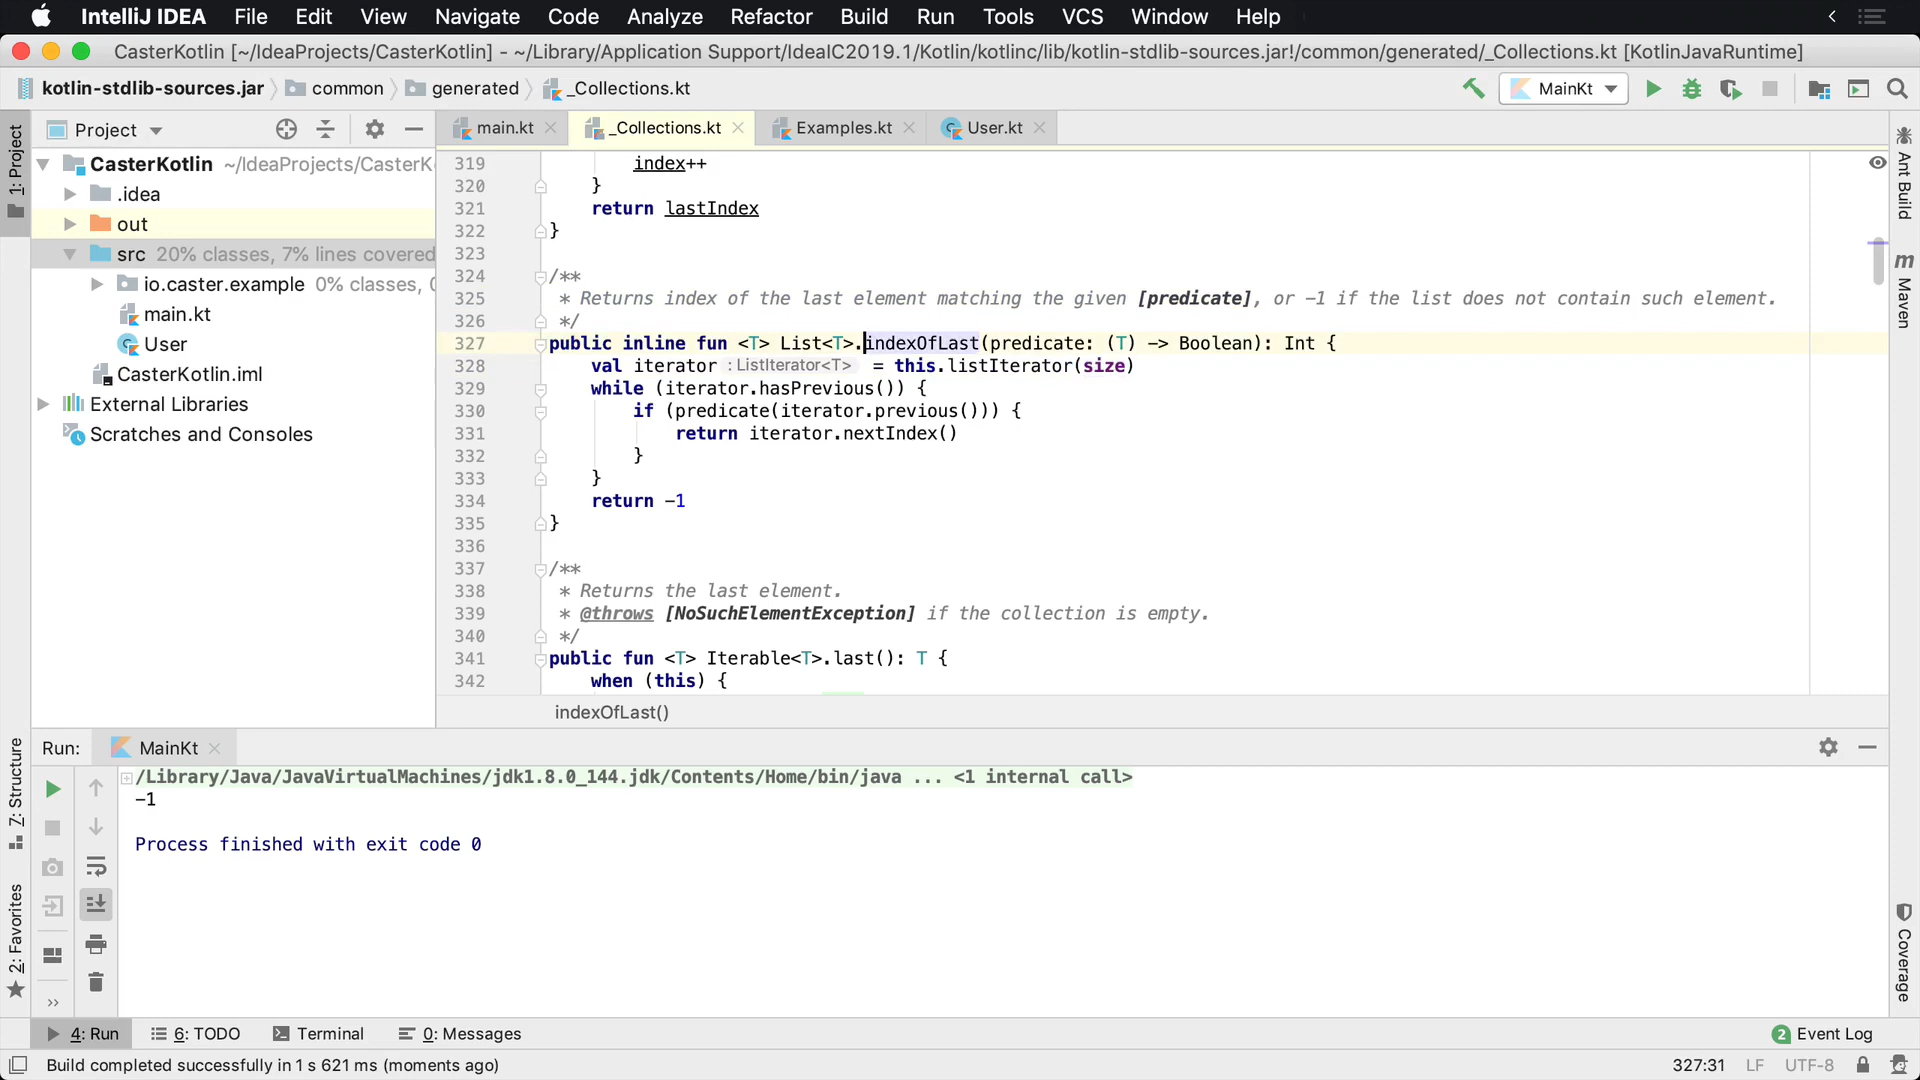 IntelliJ IDEA File Edit View Navigate Code Analyze Refactor Build Run Tools VCS Window Help
CasterKotlin [~/IdeaProjects/CasterKotlin] - ~/Library/Application Support/IdeaIC2019.1/Kotlin/kotlinc/lib/kotlin-stdlib-sources.jar!/common/generated/_Collections.kt [KotlinJavaRuntime]
kotlin-stdlib-sources.jar common generated _Collections.kt MainKt
Project main.kt _Collections.kt Examples.kt User.kt
1: Project
CasterKotlin ~/IdeaProjects/CasterK
.idea
out
src 20% classes, 7% lines covered
io.caster.example 0% classes, 0
main.kt
User
CasterKotlin.iml
External Libraries
Scratches and Consoles
319 index++
320 }
321 return lastIndex
322 }
323
324 /**
325 * Returns index of the last element matching the given [predicate], or -1 if the list does not contain such element.
326 */
327 public inline fun <T> List<T>.indexOfLast(predicate: (T) -> Boolean): Int {
328 val iterator : ListIterator<T> = this.listIterator(size)
329 while (iterator.hasPrevious()) {
330 if (predicate(iterator.previous())) {
331 return iterator.nextIndex()
332 }
333 }
334 return -1
335 }
336
337 /**
338 * Returns the last element.
339 * @throws [NoSuchElementException] if the collection is empty.
340 */
341 public fun <T> Iterable<T>.last(): T {
342 when (this) {
indexOfLast()
Ant Build
m Maven
Coverage
Z: Structure
2: Favorites
Run: MainKt
/Library/Java/JavaVirtualMachines/jdk1.8.0_144.jdk/Contents/Home/bin/java ... <1 internal call>
-1
Process finished with exit code 0
4: Run 6: TODO Terminal 0: Messages 2 Event Log
Build completed successfully in 1 s 621 ms (moments ago) 327:31 LF UTF-8